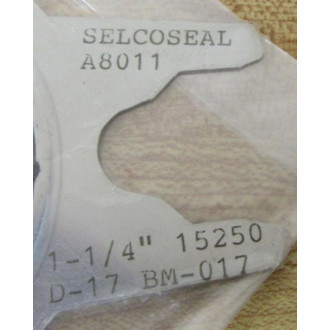 SELCOSEAL
A8011
1-1/4" 15250
D-17 BM-017